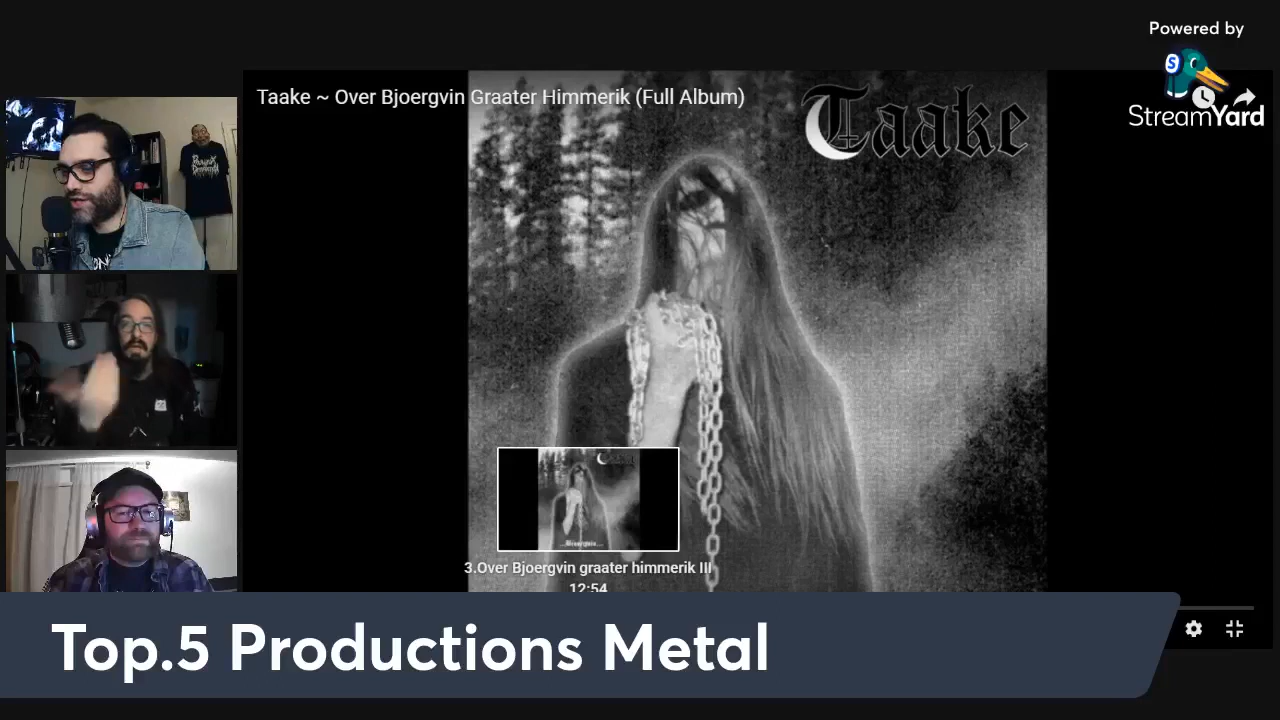 Powered by
StreamYard
Taake ~ Over Bjoergvin Graater Himmerik (Full Album)
Taake
...Bjoergvin...
3.Over Bjoergvin graater himmerik III
12:54
Top.5 Productions Metal